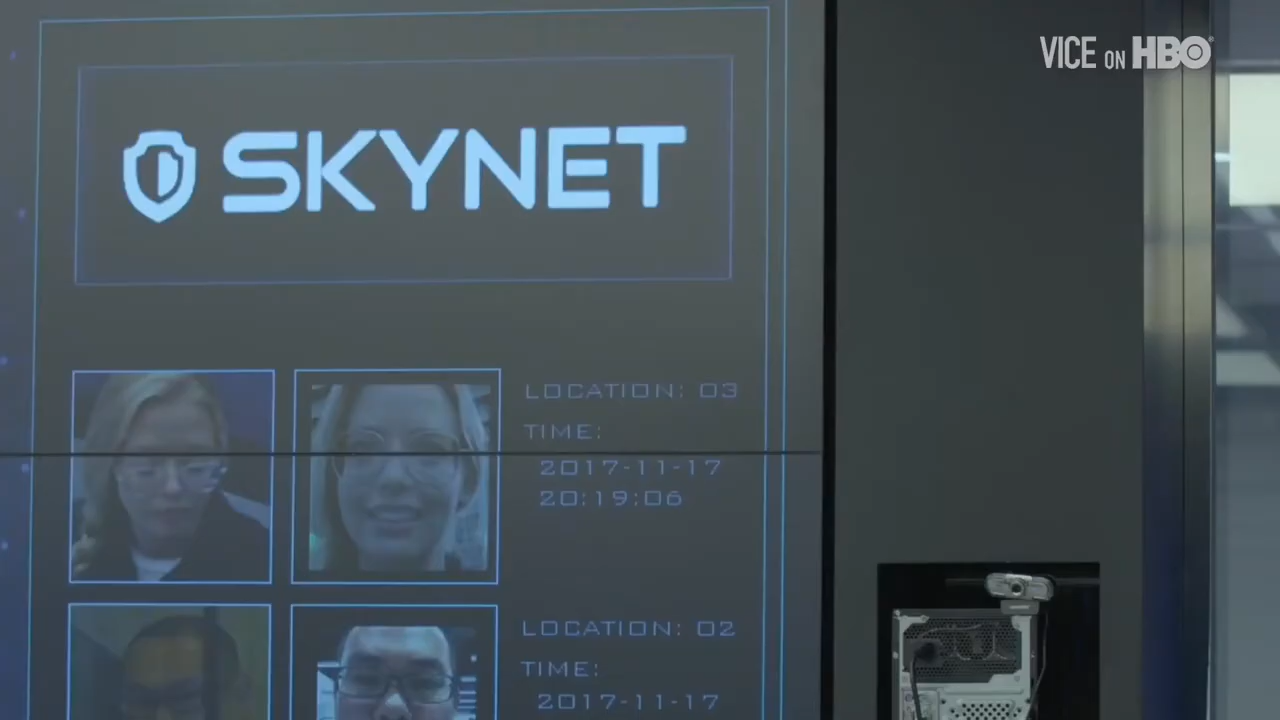 VICE ON HBO
SKYNET
LOCATION: 03
TIME:
2017-11-17
20:19:06
LOCATION: 02
TIME:
2017-11-17